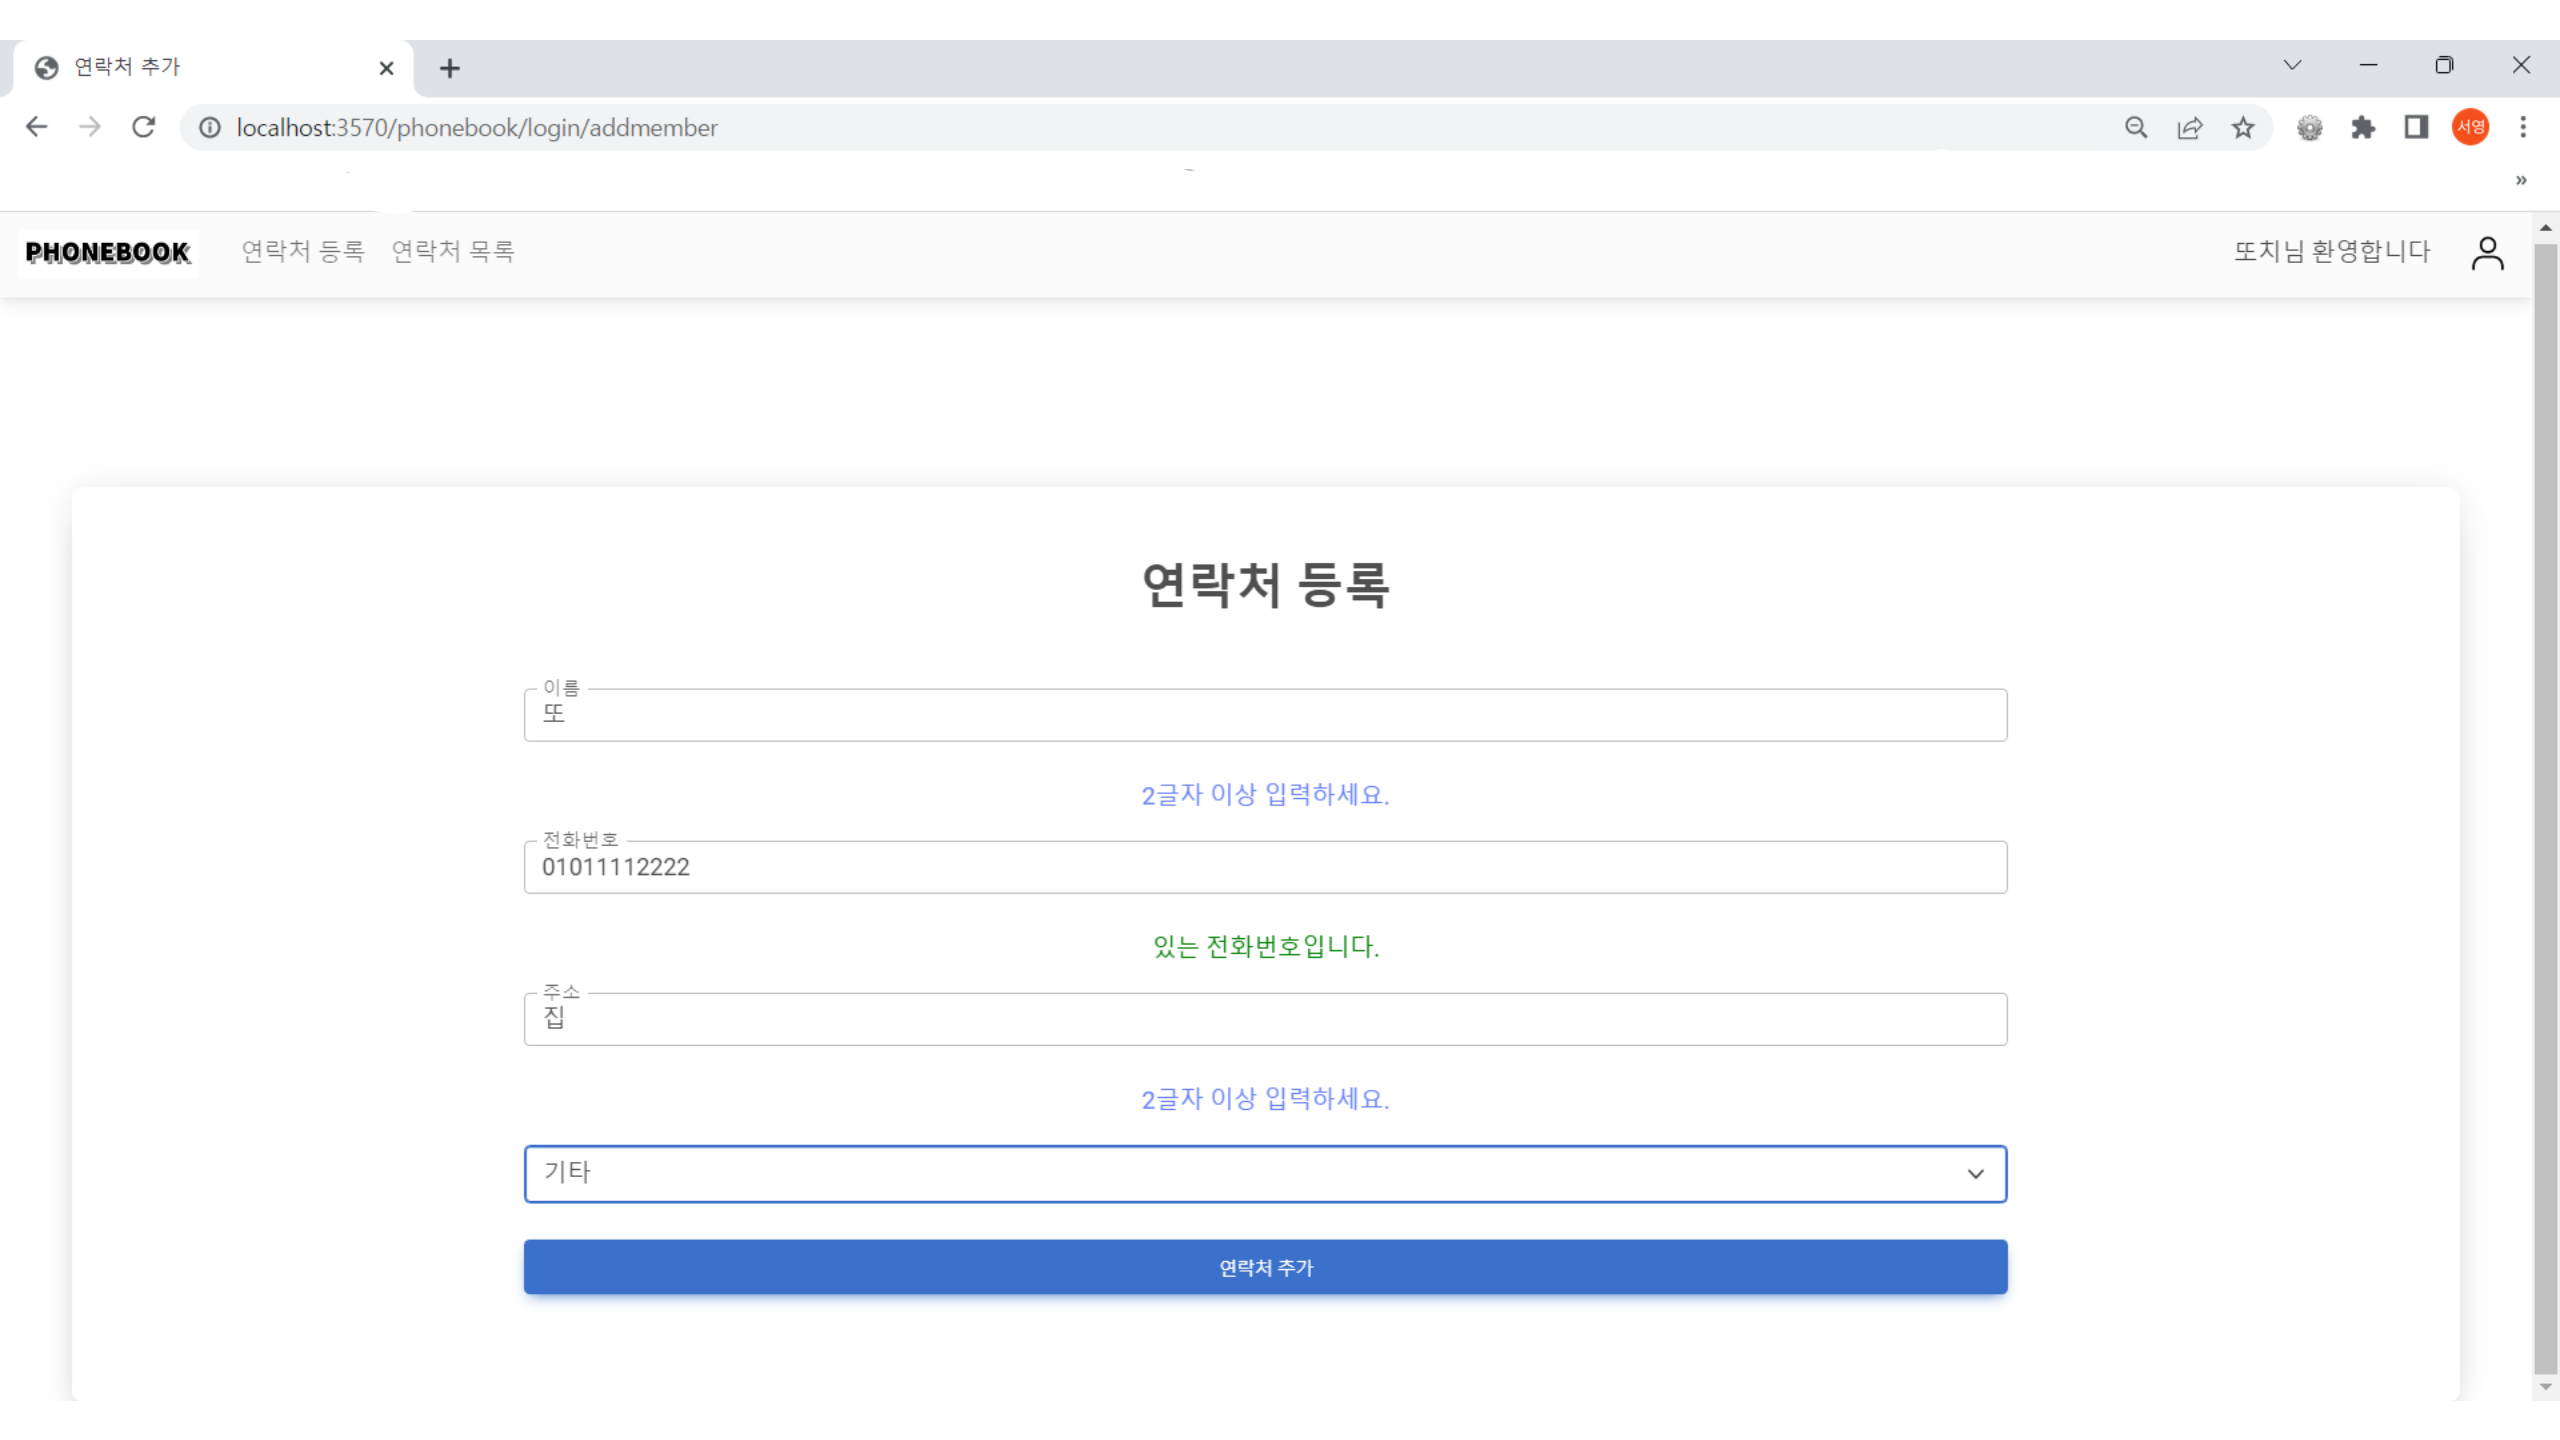 연락처 추가
localhost:3570/phonebook/login/addmember
서영
PHONEBOOK 연락처 등록 연락처 목록 또치님 환영합니다
연락처 등록
이름
또
2글자 이상 입력하세요.
전화번호
01011112222
있는 전화번호입니다.
주소
집
2글자 이상 입력하세요.
기타
연락처 추가